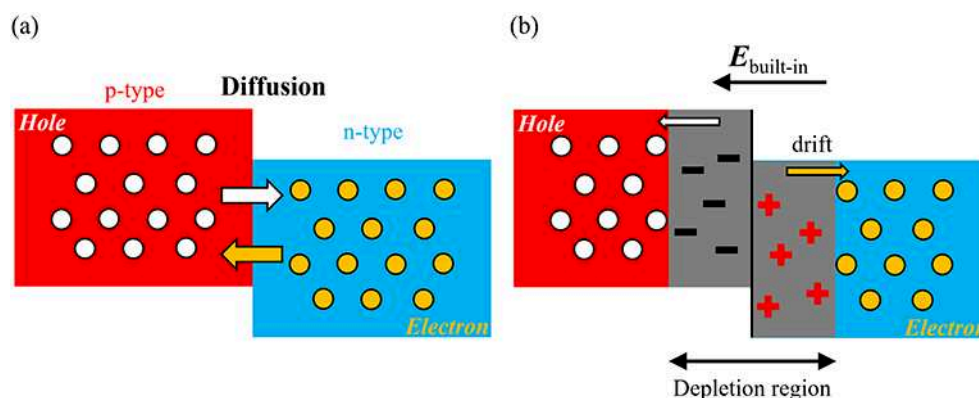 (a)
p-type
Diffusion
Hole
n-type
Electron
(b)
E built-in
Hole
drift
Electron
Depletion region